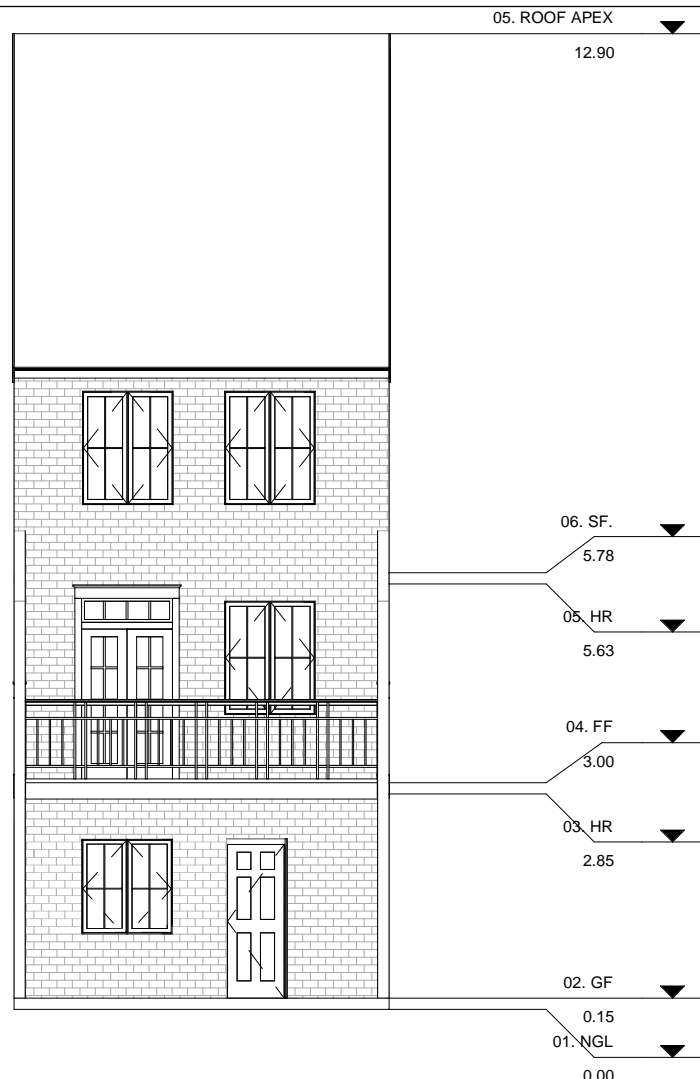 05. ROOF APEX
12.90
06. SF.
5.78
05. HR
5.63
04. FF
3.00
03. HR
2.85
02. GF
0.15
01. NGL
0.00